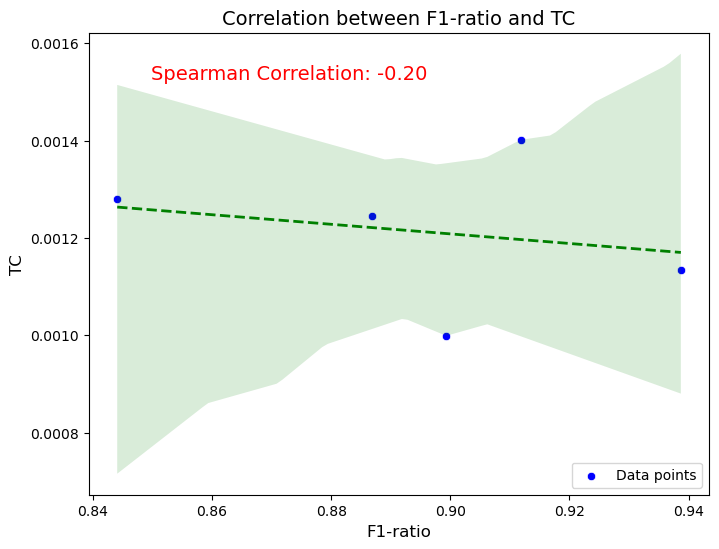 Correlation between F1-ratio and TC
Spearman Correlation: -0.20
0.0016
0.0014
0.0012
0.0010
0.0008
TC
Data points
0.84
0.86
0.88
0.90
0.92
0.94
F1-ratio